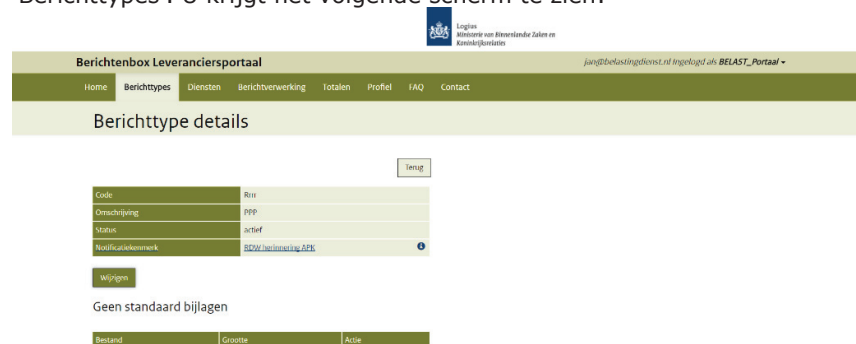 Berichttypes . U krijgt het volgende scherm te zien:
Logius
Ministerie van Binnenlandse Zaken en
Koninkrijksrelaties
Berichtenbox Leveranciersportaal
jan@belastingdienst.nl Ingelogd als BELAST_Portaal
Home Berichttypes Diensten Berichtverwerking Totalen Profiel FAQ Contact
Berichttype details
Terug
Code Rrrr
Omschrijving PPP
Status actief
Notificatiekenmerk RDW herinnering APK
Wijzigen
Geen standaard bijlagen
Bestand Grootte Actie